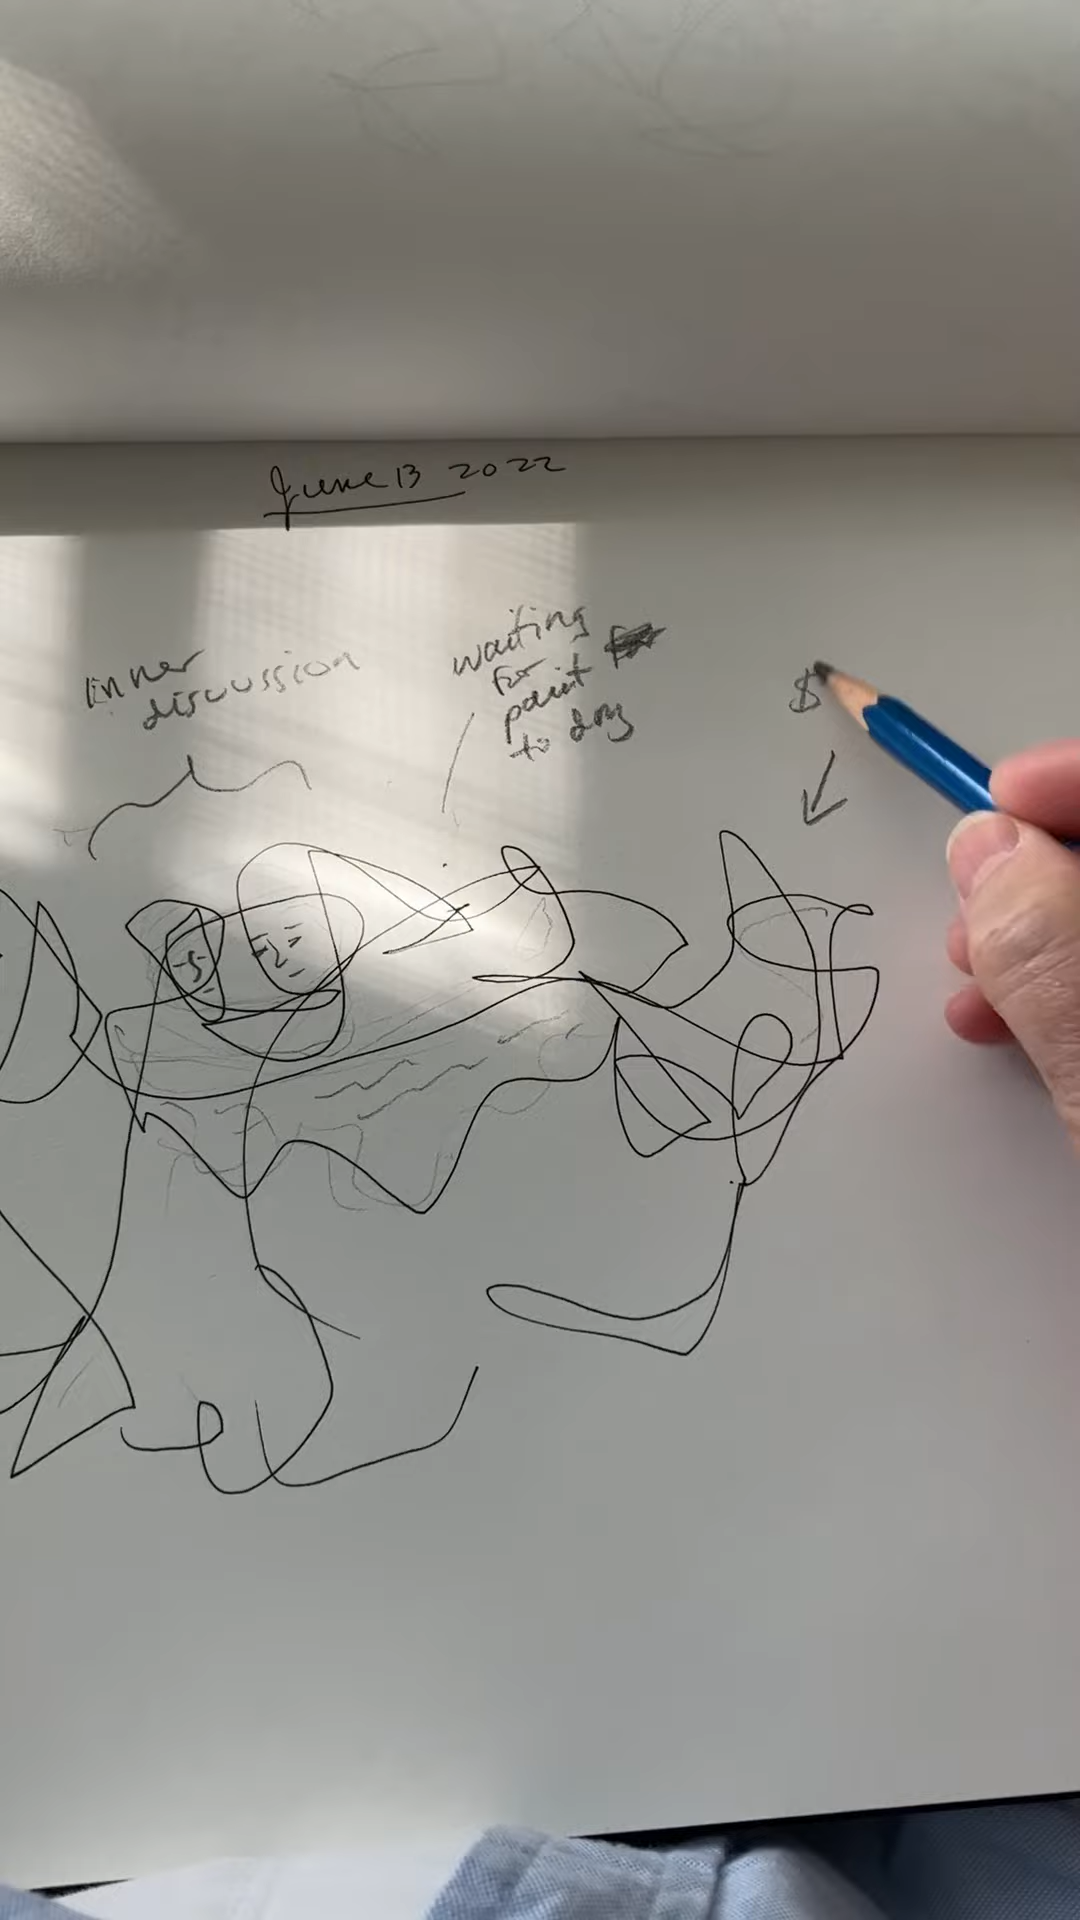 June 13 2022
inner
discussion
waiting
for
paint
to dry
$